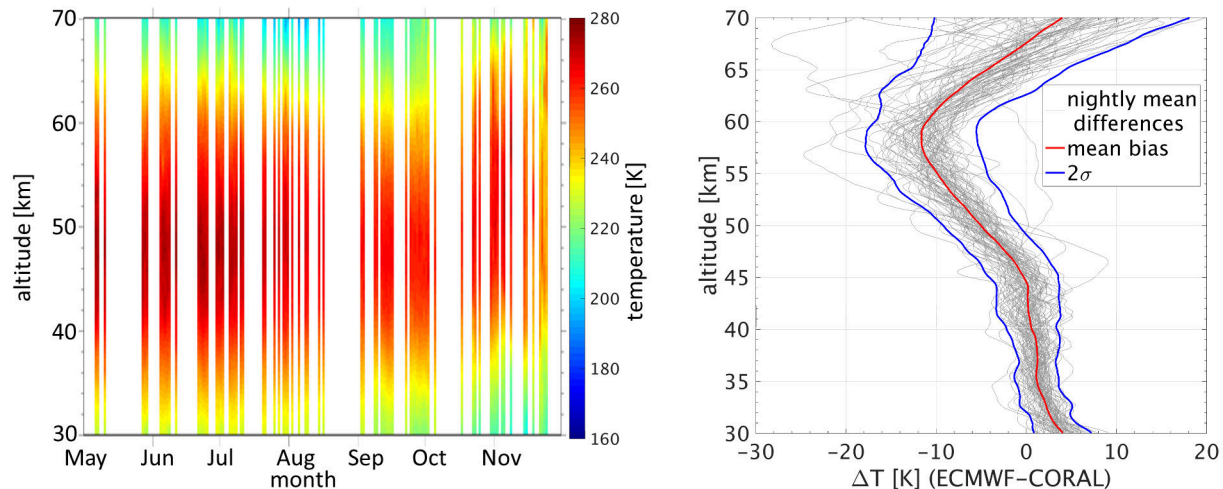 70
60
50
40
30
altitude [km]
May Jun Jul Aug Sep Oct Nov
month
280
260
240
220
200
180
160
temperature [K]
70
65
60
55
50
45
40
35
30
altitude [km]
nightly mean
differences
mean bias
2σ
-30 -20 -10 0 10 20
ΔT [K] (ECMWF-CORAL)